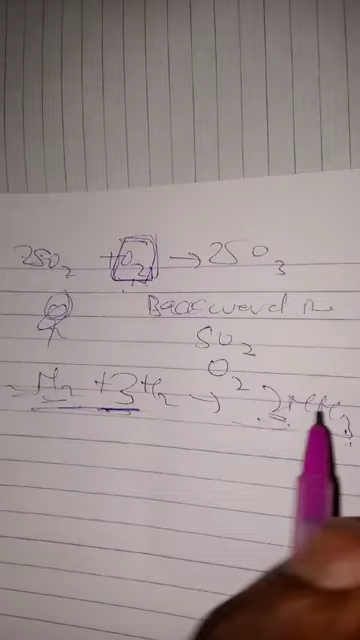 2SO₂ + O₂ → 2SO₃
Backward
SO₂
O₂
N₂ + 3H₂ → 2NH₃